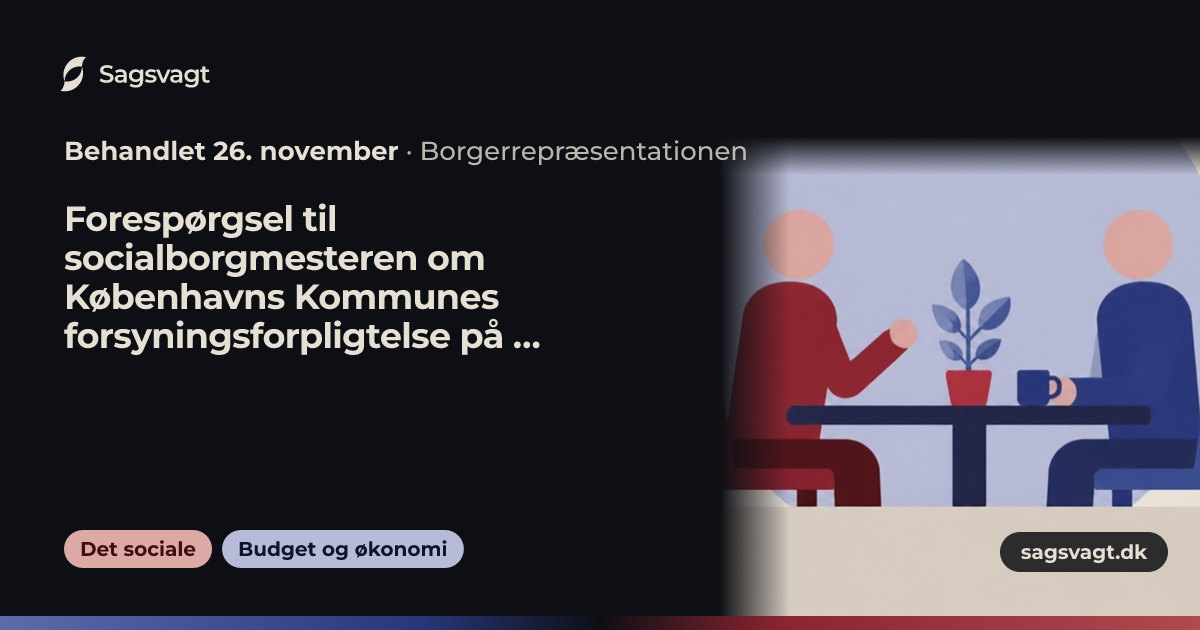 Sagsvagt
Behandlet 26. november · Borgerrepræsentationen
Forespørgsel til
socialborgmesteren om
Københavns Kommunes
forsyningsforpligtelse på ...
Det sociale
Budget og økonomi
sagsvagt.dk